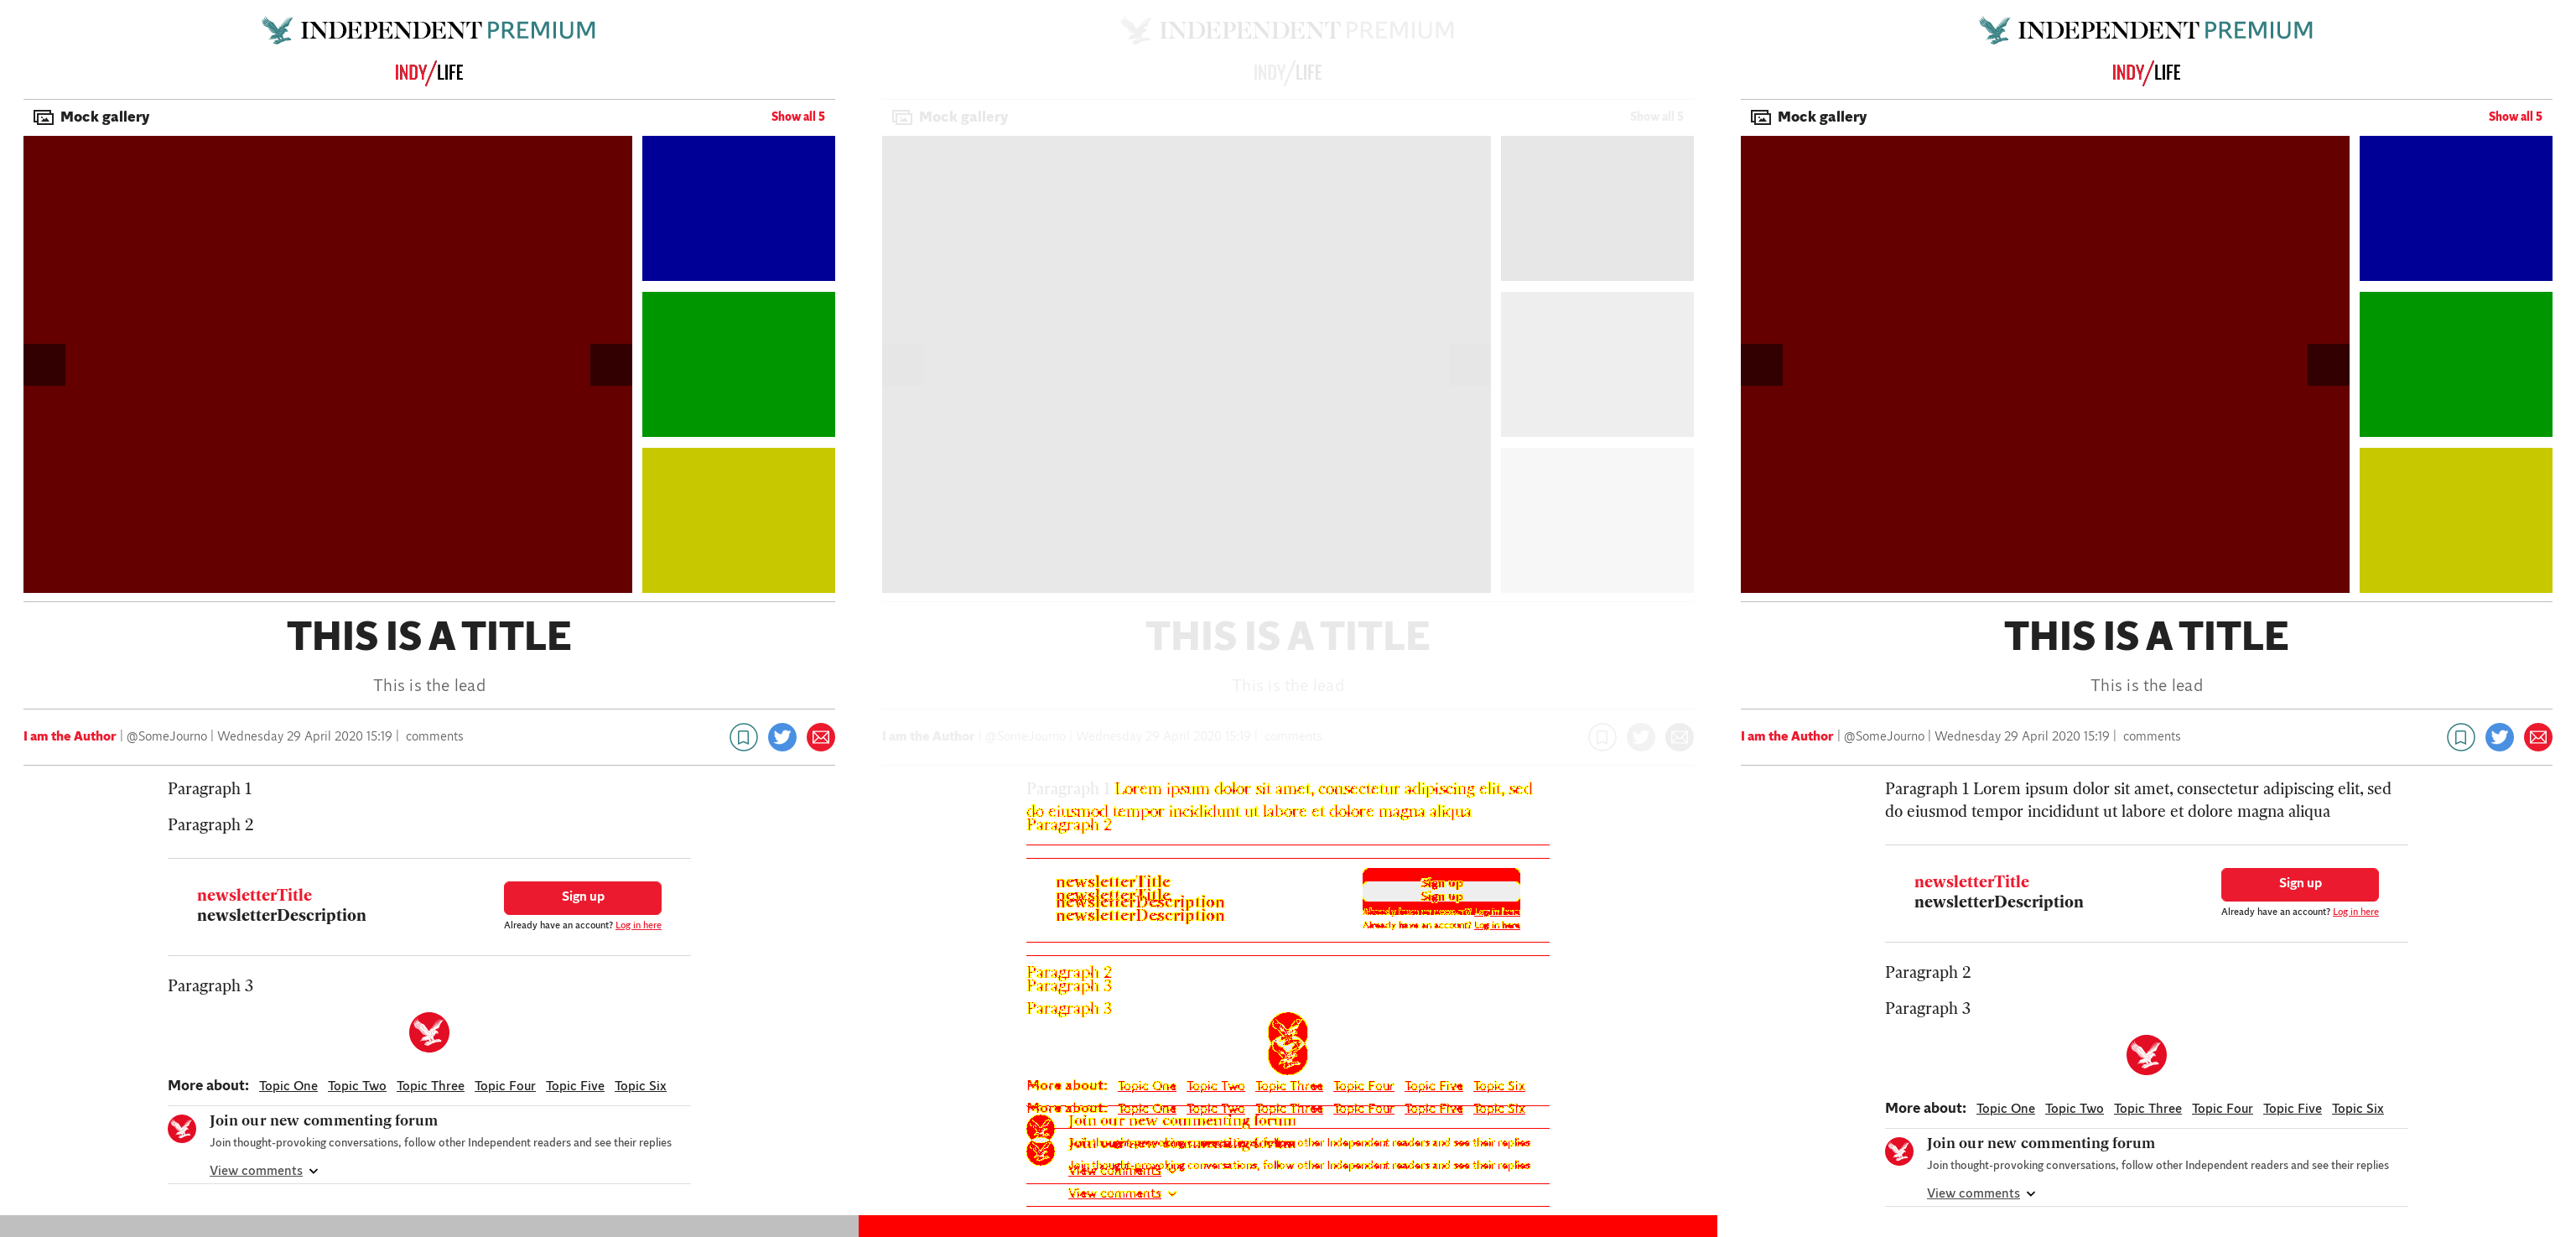 INDEPENDENT PREMIUM
INDY/LIFE
Mock gallery Show all 5
THIS IS A TITLE
This is the lead
I am the Author | @SomeJourno | Wednesday 29 April 2020 15:19 | comments
Paragraph 1
Paragraph 2
newsletterTitle
newsletterDescription
Sign up
Already have an account? Log in here
Paragraph 3
More about: Topic One Topic Two Topic Three Topic Four Topic Five Topic Six
Join our new commenting forum
Join thought-provoking conversations, follow other Independent readers and see their replies
View comments
INDEPENDENT PREMIUM
INDY/LIFE
Mock gallery Show all 5
THIS IS A TITLE
This is the lead
I am the Author | @SomeJourno | Wednesday 29 April 2020 15:19 | comments
Paragraph 1 Lorem ipsum dolor sit amet, consectetur adipiscing elit, sed
do eiusmod tempor incididunt ut labore et dolore magna aliqua
Paragraph 2
newsletterTitle
newsletterTitle
newsletterDescription
newsletterDescription
Sign up
Sign up
Already have an account? Log in here
Already have an account? Log in here
Paragraph 2
Paragraph 3
Paragraph 3
More about: Topic One Topic Two Topic Three Topic Four Topic Five Topic Six
More about: Topic One Topic Two Topic Three Topic Four Topic Five Topic Six
Join our new commenting forum
Join our new commenting forum
Join thought-provoking conversations, follow other Independent readers and see their replies
Join thought-provoking conversations, follow other Independent readers and see their replies
View comments
View comments
INDEPENDENT PREMIUM
INDY/LIFE
Mock gallery Show all 5
THIS IS A TITLE
This is the lead
I am the Author | @SomeJourno | Wednesday 29 April 2020 15:19 | comments
Paragraph 1 Lorem ipsum dolor sit amet, consectetur adipiscing elit, sed
do eiusmod tempor incididunt ut labore et dolore magna aliqua
newsletterTitle
newsletterDescription
Sign up
Already have an account? Log in here
Paragraph 2
Paragraph 3
More about: Topic One Topic Two Topic Three Topic Four Topic Five Topic Six
Join our new commenting forum
Join thought-provoking conversations, follow other Independent readers and see their replies
View comments